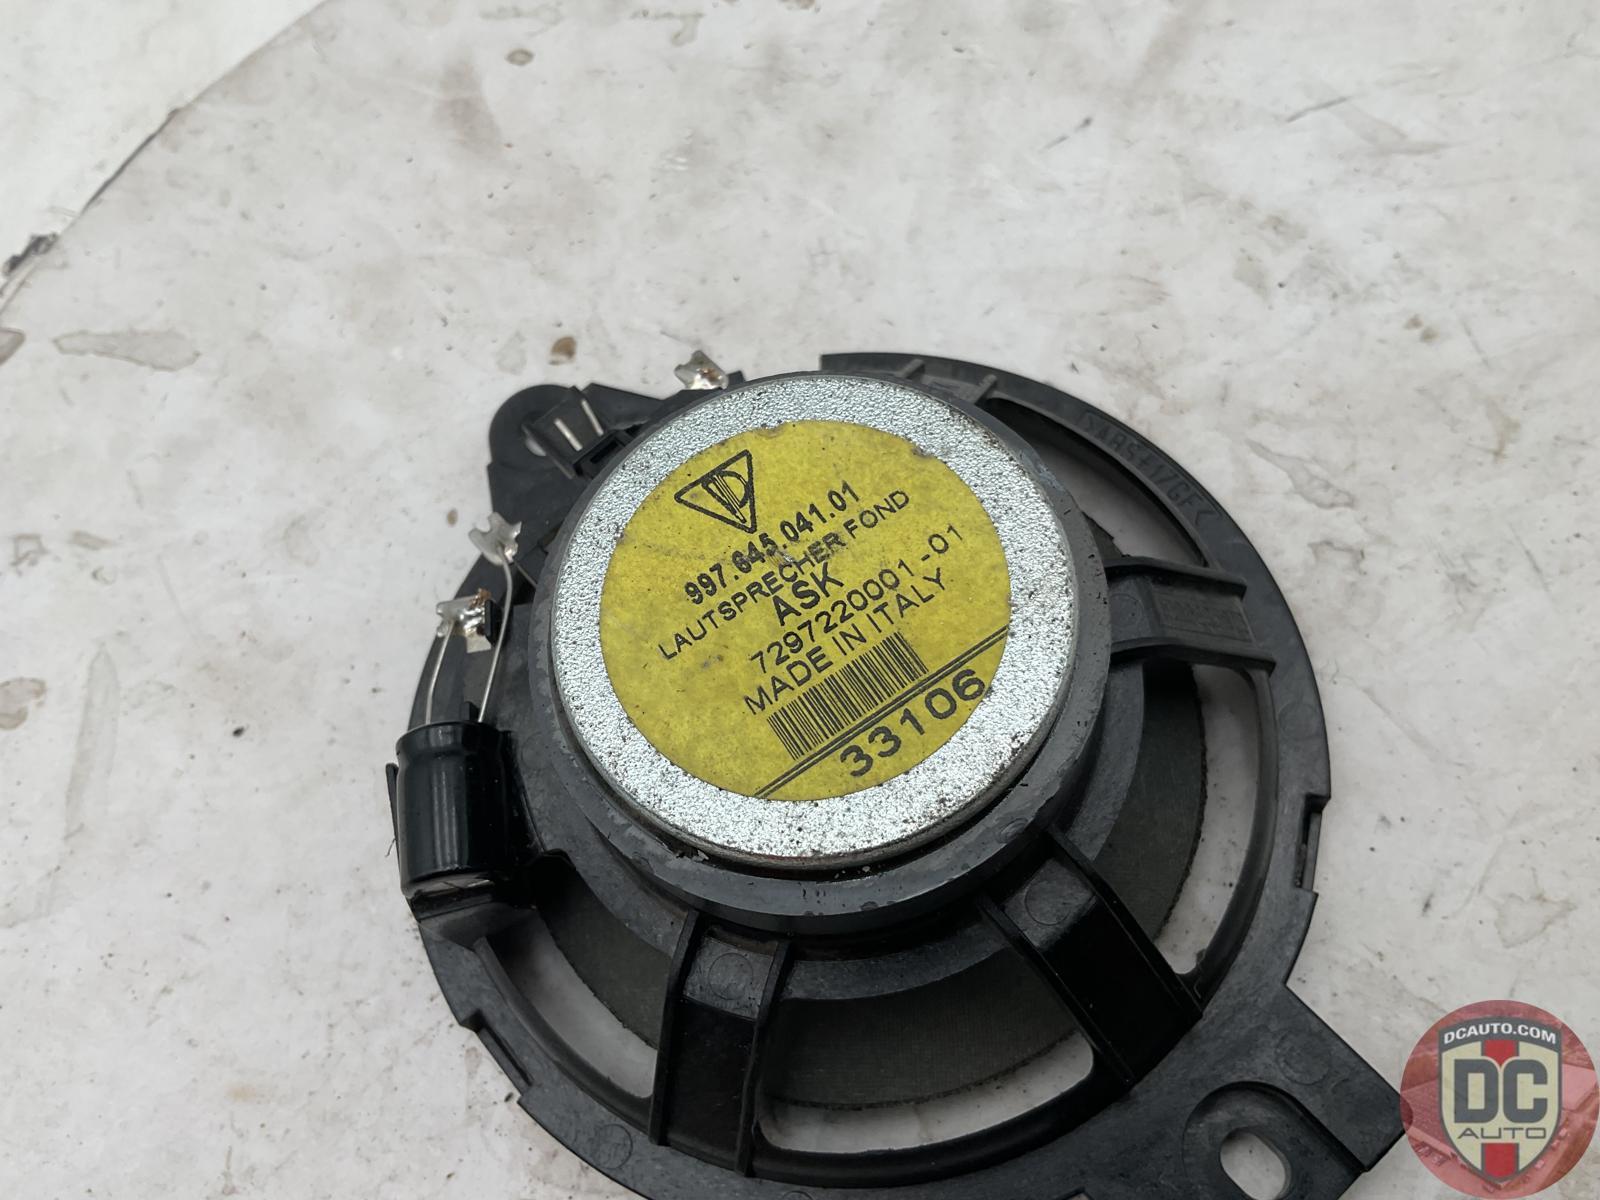 997.645.041.01
LAUTSPRECHER FOND
ASK
7297220001-01
MADE IN ITALY
33106
DCAUTO.COM
DC
AUTO